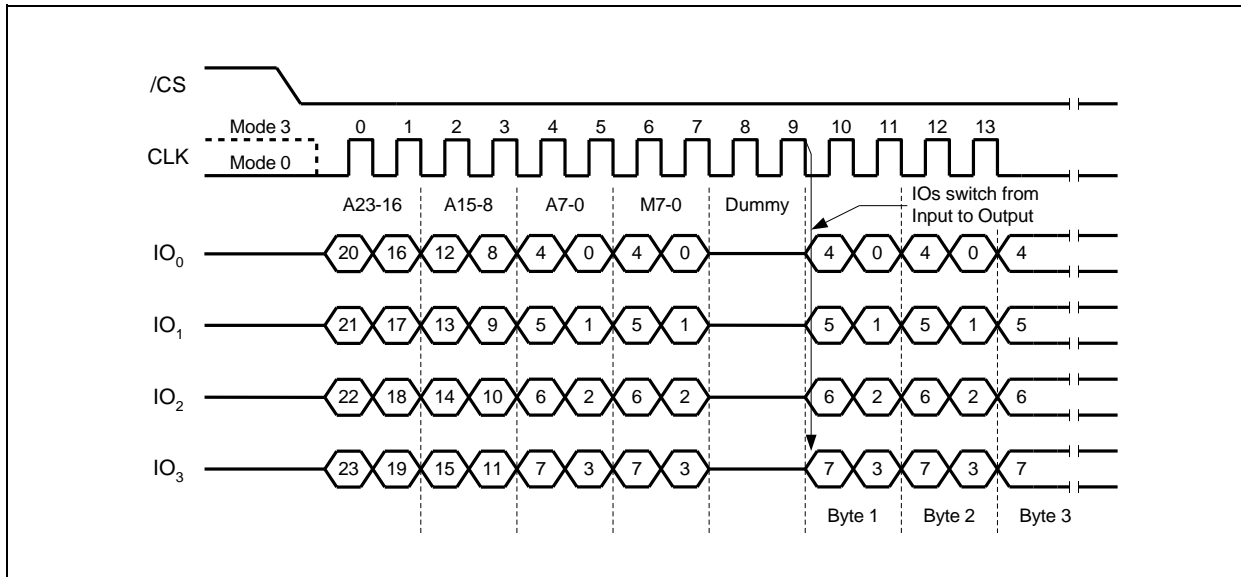 /CS
Mode 3 0 1 2 3 4 5 6 7 8 9 10 11 12 13
CLK
Mode 0
IOs switch from
Input to Output
A23-16 A15-8 A7-0 M7-0 Dummy
IO0 20 16 12 8 4 0 4 0 4 0 4 0 4
IO1 21 17 13 9 5 1 5 1 5 1 5 1 5
IO2 22 18 14 10 6 2 6 2 6 2 6 2 6
IO3 23 19 15 11 7 3 7 3 7 3 7 3 7
Byte 1 Byte 2 Byte 3